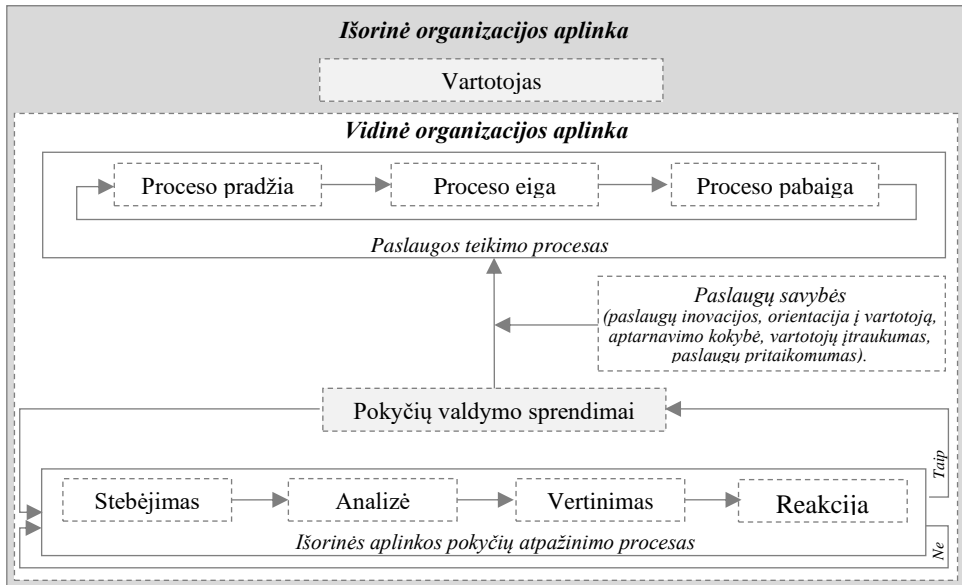 Išorinė organizacijos aplinka
Vartotojas
Vidinė organizacijos aplinka
Proceso pradžia
Proceso eiga
Proceso pabaiga
Paslaugos teikimo procesas
Paslaugų savybės
(paslaugų inovacijos, orientacija į vartotoją,
aptarnavimo kokybė, vartotojų įtraukumas,
paslaugų pritaikomumas).
Pokyčių valdymo sprendimai
Taip
Stebėjimas
Analizė
Vertinimas
Reakcija
Išorinės aplinkos pokyčių atpažinimo procesas
Ne